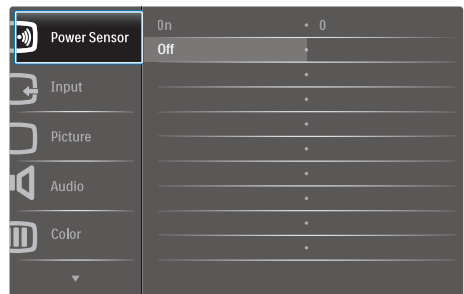 Power Sensor
On • 0
Off •
Input
Picture
Audio
Color